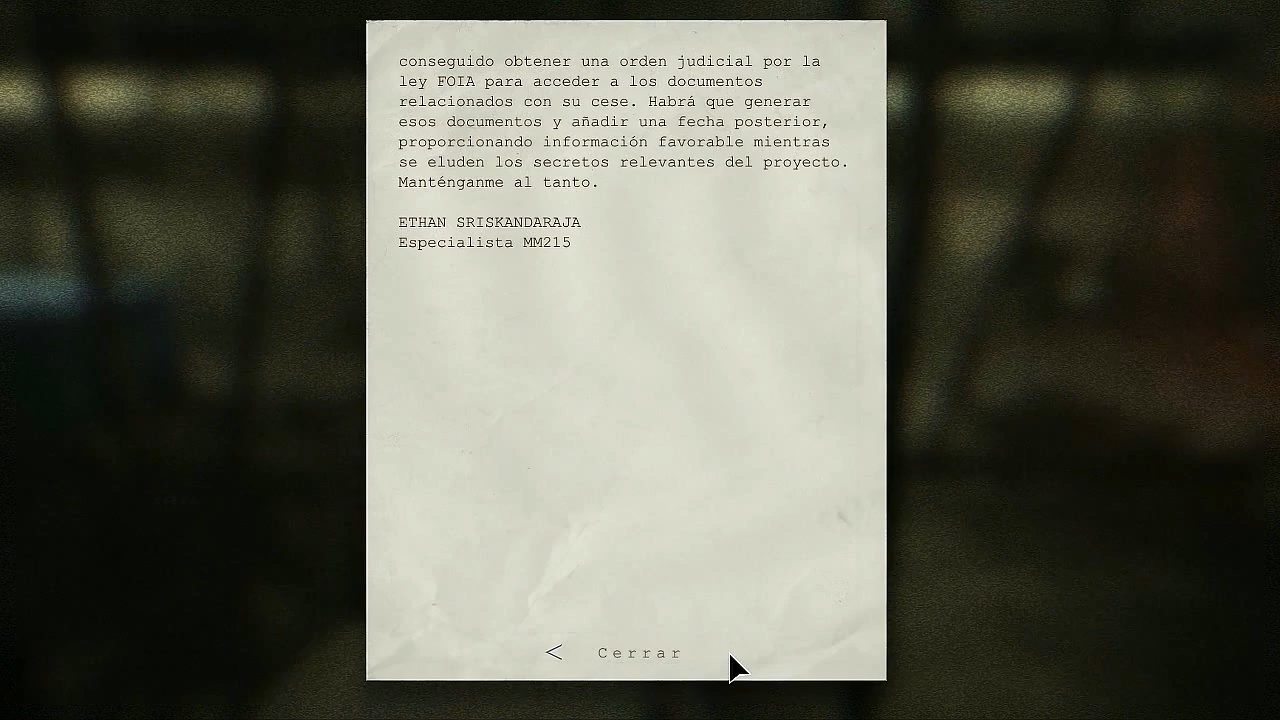 conseguido obtener una orden judicial por la
ley FOIA para acceder a los documentos
relacionados con su cese. Habrá que generar
esos documentos y añadir una fecha posterior,
proporcionando información favorable mientras
se eluden los secretos relevantes del proyecto.
Manténganme al tanto.
ETHAN SRISKANDARAJA
Especialista MM215
< Cerrar